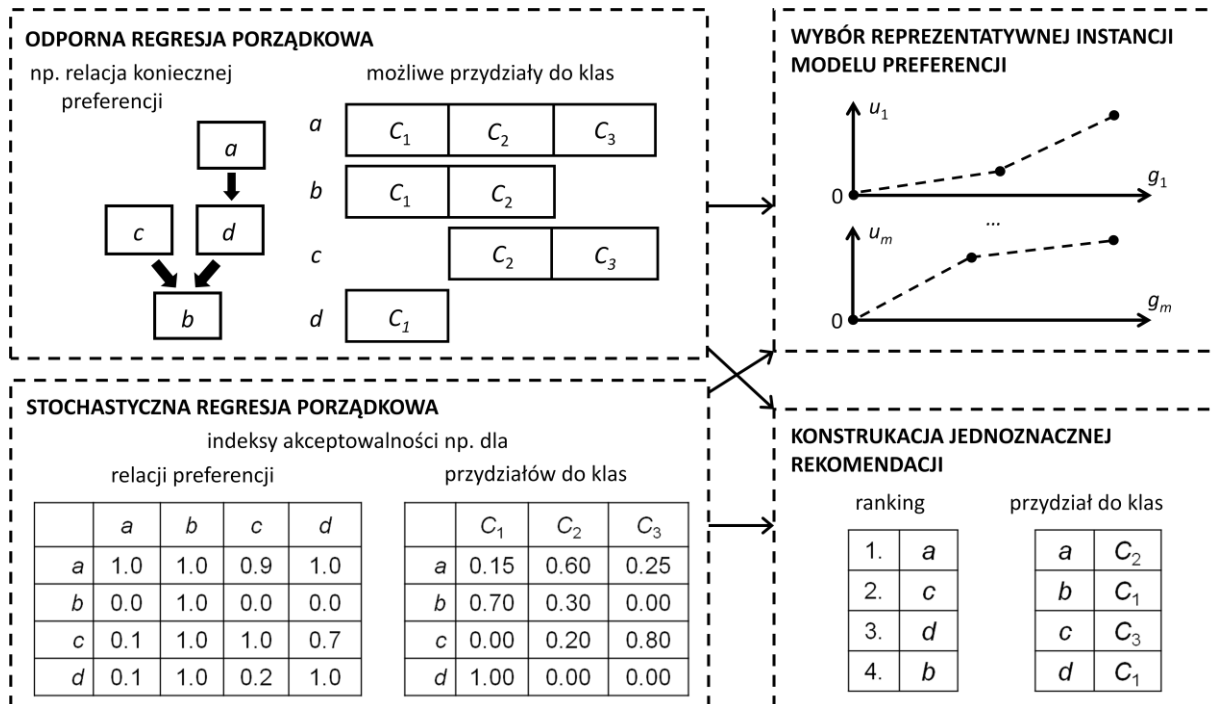 ODPORNA REGRESJA PORZĄDKOWA
np. relacja koniecznej
preferencji
a
c d
b
możliwe przydziały do klas
a C1 C2 C3
b C1 C2
c C2 C3
d C1
WYBÓR REPREZENTATYWNEJ INSTANCJI
MODELU PREFERENCJI
u1
0 g1
...
um
0 gm
STOCHASTYCZNA REGRESJA PORZĄDKOWA
indeksy akceptowalności np. dla
relacji preferencji
a b c d
a 1.0 1.0 0.9 1.0
b 0.0 1.0 0.0 0.0
c 0.1 1.0 1.0 0.7
d 0.1 1.0 0.2 1.0
przydziałów do klas
C1 C2 C3
a 0.15 0.60 0.25
b 0.70 0.30 0.00
c 0.00 0.20 0.80
d 1.00 0.00 0.00
KONSTRUKACJA JEDNOZNACZNEJ
REKOMENDACJI
ranking
1. a
2. c
3. d
4. b
przydział do klas
a C2
b C1
c C3
d C1